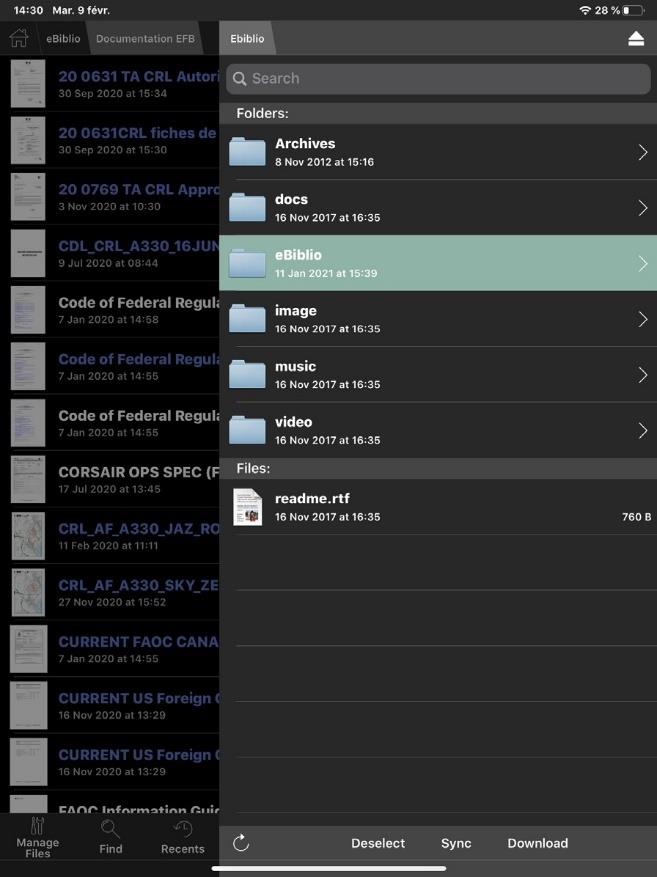 14:30 Mar. 9 févr.
28 %
eBiblio
Documentation EFB
20 0631 TA CRL Autori
30 Sep 2020 at 15:34
20 0631CRL fiches de
30 Sep 2020 at 15:30
20 0769 TA CRL Appro
3 Nov 2020 at 10:30
CDL_CRL_A330_16JUN
9 Jul 2020 at 08:44
Code of Federal Regula
7 Jan 2020 at 14:58
Code of Federal Regula
7 Jan 2020 at 14:55
Code of Federal Regula
7 Jan 2020 at 14:55
CORSAIR OPS SPEC (F
17 Jul 2020 at 13:45
CRL_AF_A330_JAZ_RO
11 Feb 2020 at 11:11
CRL_AF_A330_SKY_ZE
27 Nov 2020 at 15:52
CURRENT FAOC CANA
7 Jan 2020 at 14:55
CURRENT US Foreign
16 Nov 2020 at 13:29
CURRENT US Foreign
16 Nov 2020 at 13:29
FAOC Information Guid
Manage
Files
Find
Recents
Ebiblio
Search
Folders:
Archives
8 Nov 2012 at 15:16
docs
16 Nov 2017 at 16:35
eBiblio
11 Jan 2021 at 15:39
image
16 Nov 2017 at 16:35
music
16 Nov 2017 at 16:35
video
16 Nov 2017 at 16:35
Files:
readme.rtf
16 Nov 2017 at 16:35
760 B
Deselect
Sync
Download